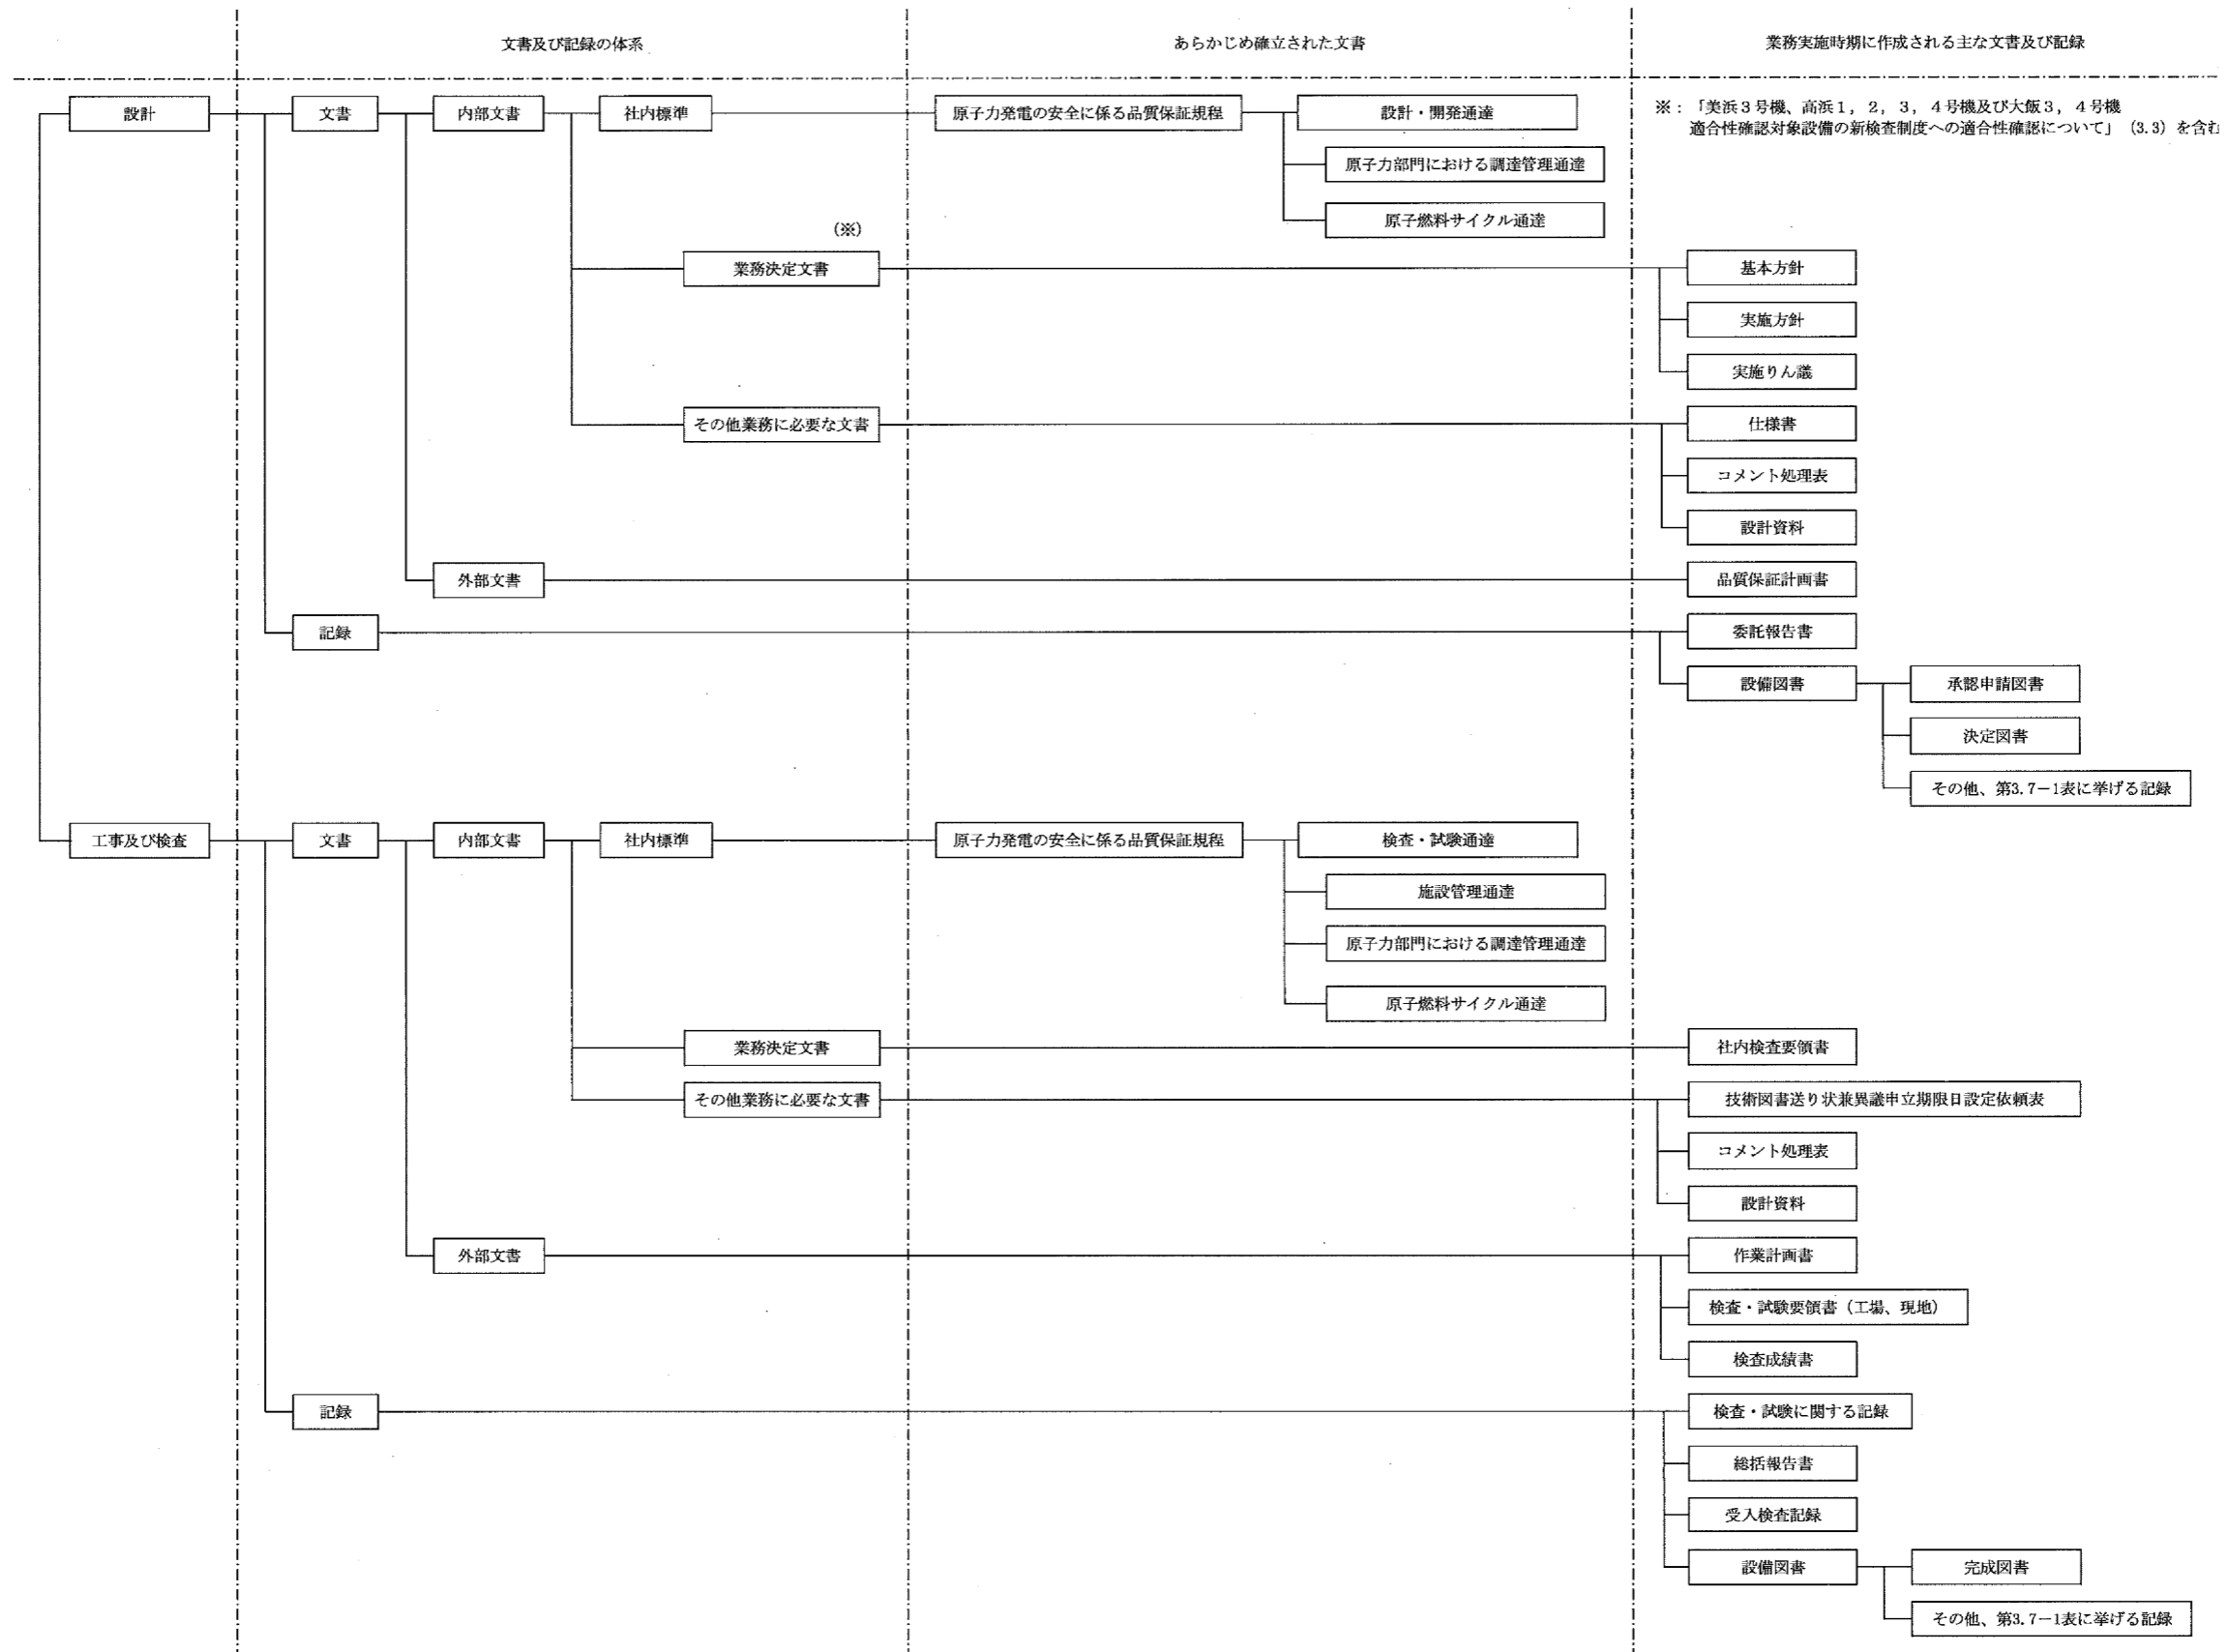 文書及び記録の体系
あらかじめ確立された文書
業務実施時期に作成される主な文書及び記録
設計
文書
内部文書
社内標準
原子力発電の安全に係る品質保証規程
設計・開発通達
※:「美浜3号機、高浜1,2,3,4号機及び大飯3,4号機
適合性確認対象設備の新検査制度への適合性確認について」(3.3)を含む
原子力部門における調達管理通達
原子燃料サイクル通達
(※)
業務決定文書
基本方針
実施方針
実施りん議
その他業務に必要な文書
仕様書
コメント処理表
設計資料
外部文書
品質保証計画書
記録
委託報告書
設備図書
承認申請図書
決定図書
その他、第3.7-1表に挙げる記録
工事及び検査
文書
内部文書
社内標準
原子力発電の安全に係る品質保証規程
検査・試験通達
施設管理通達
原子力部門における調達管理通達
原子燃料サイクル通達
業務決定文書
社内検査要領書
その他業務に必要な文書
技術図書送り状兼異議申立期限日設定依頼表
コメント処理表
設計資料
外部文書
作業計画書
検査・試験要領書(工場、現地)
検査成績書
記録
検査・試験に関する記録
総括報告書
受入検査記録
設備図書
完成図書
その他、第3.7-1表に挙げる記録